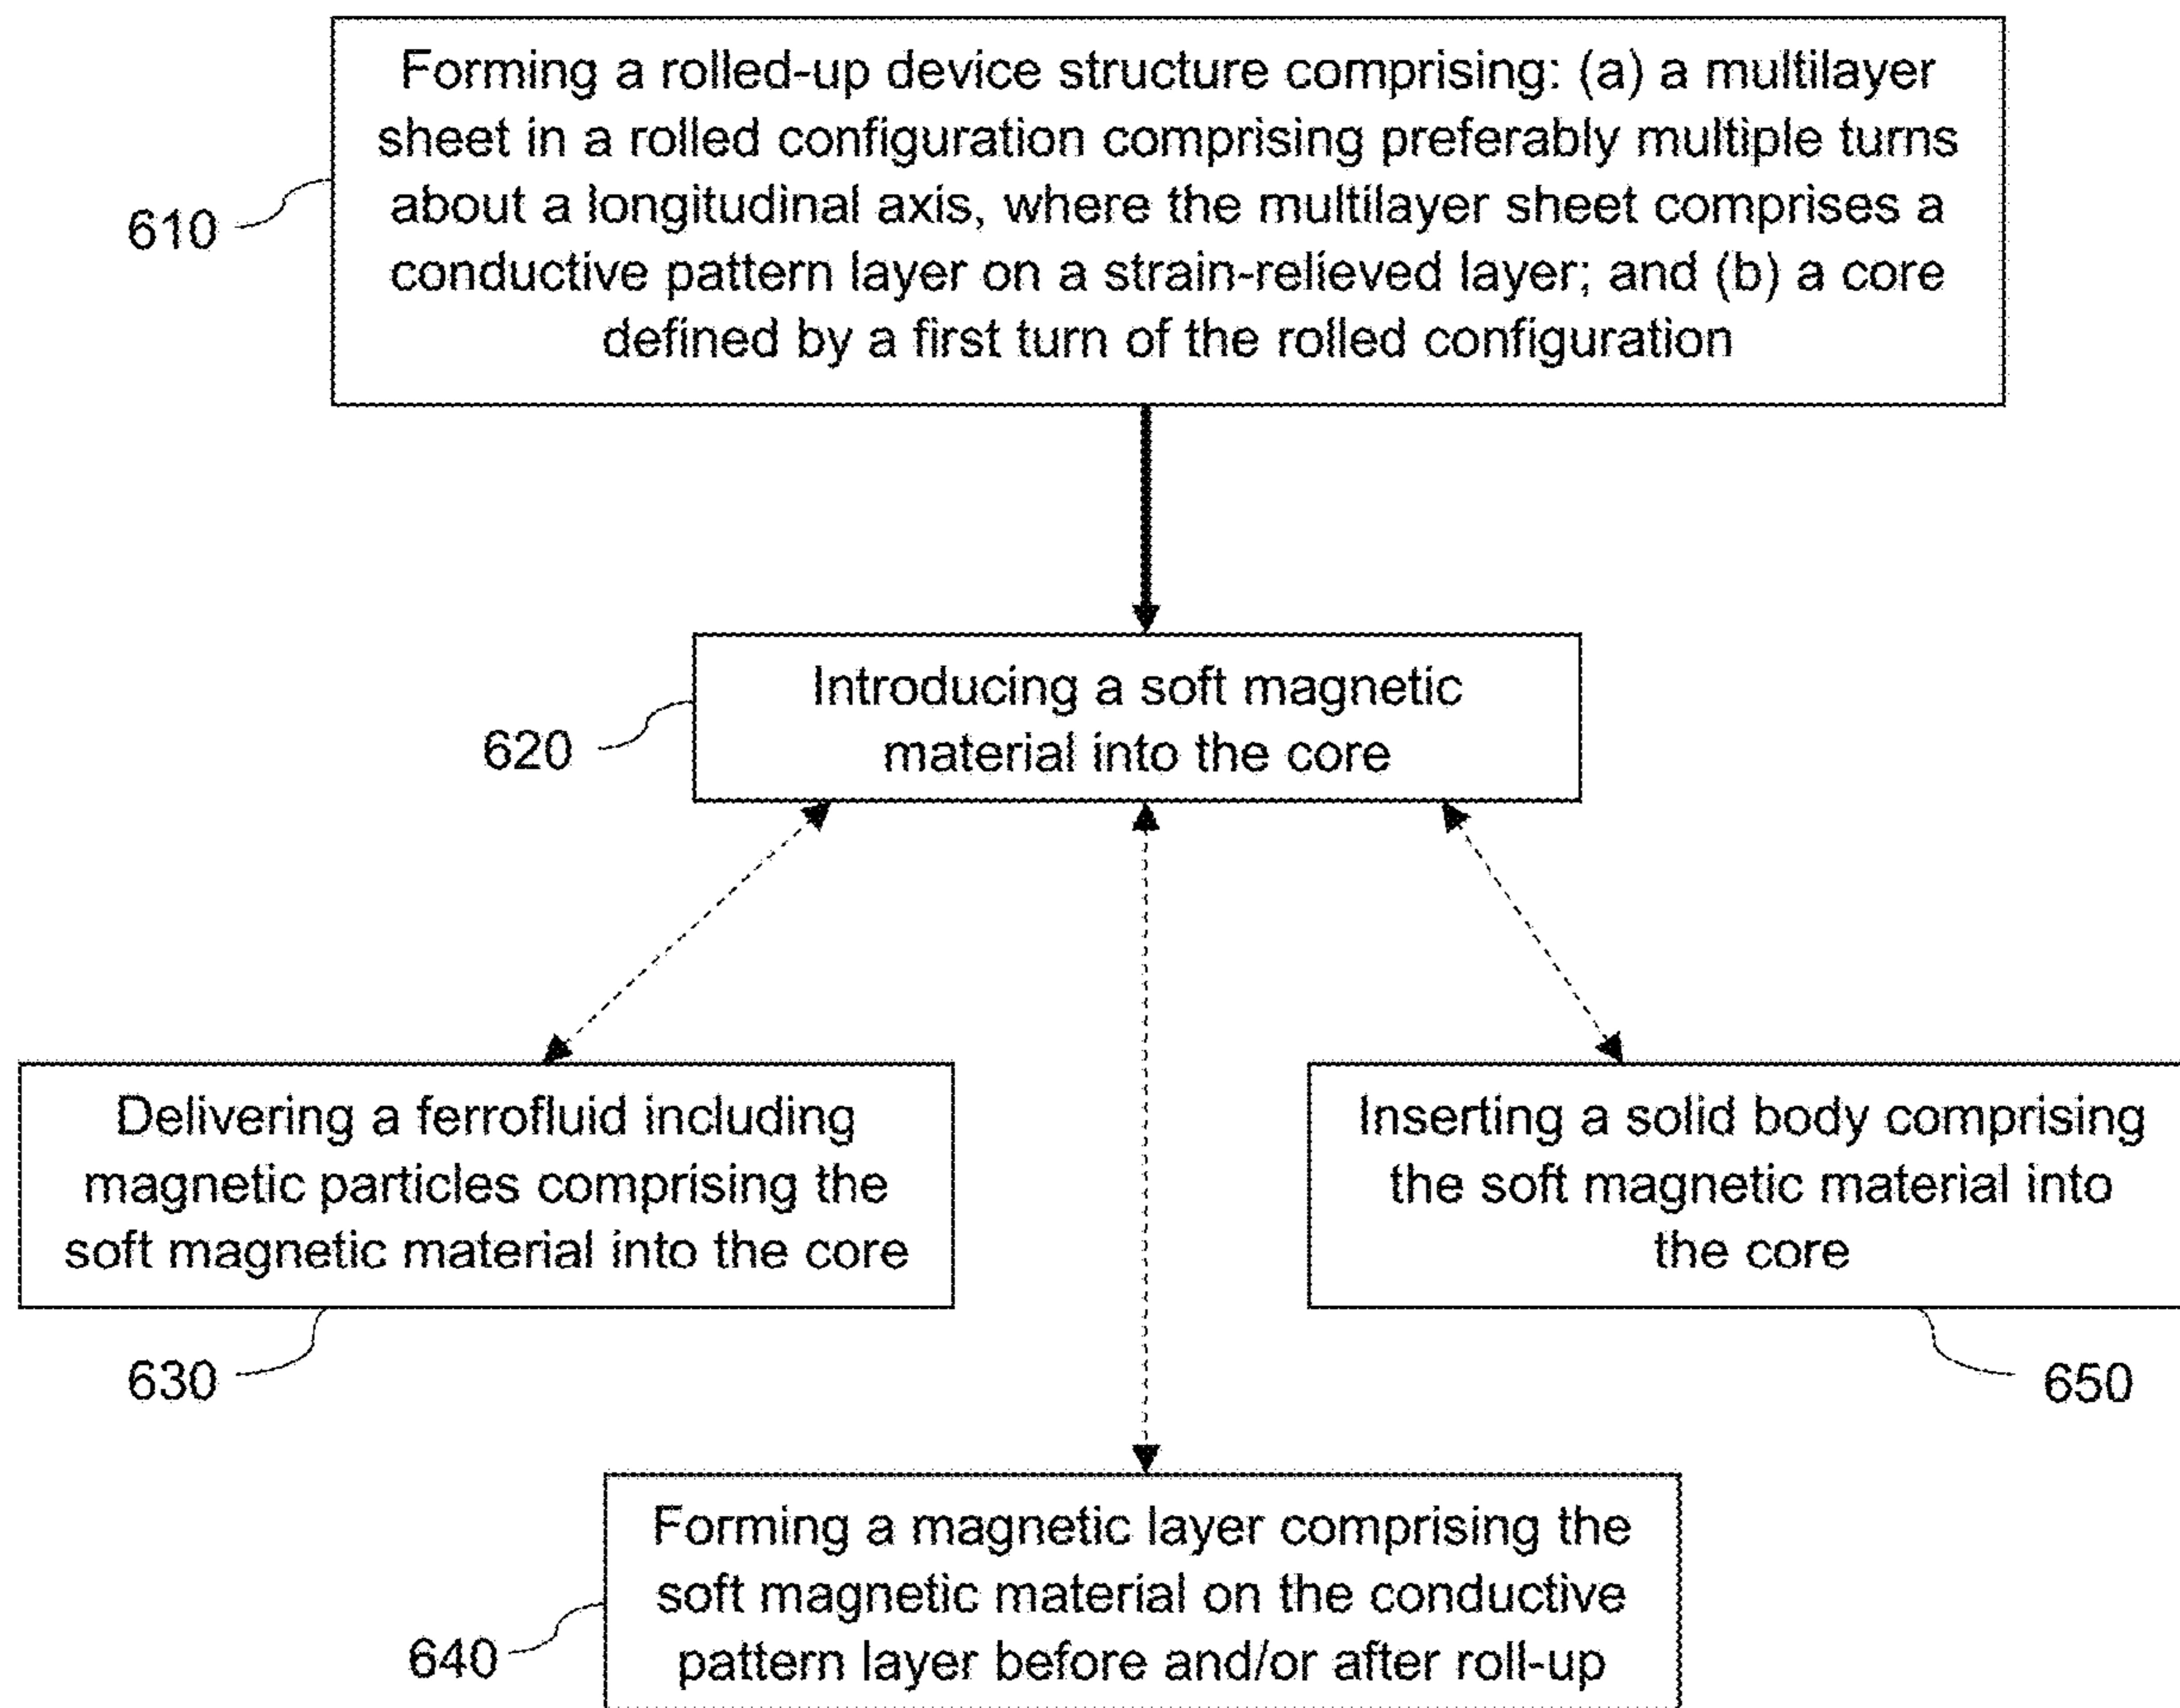 Forming a rolled-up device structure comprising: (a) a multilayer
sheet in a rolled configuration comprising preferably multiple turns
about a longitudinal axis, where the multilayer sheet comprises a
conductive pattern layer on a strain-relieved layer; and (b) a core
defined by a first turn of the rolled configuration
610
Introducing a soft magnetic
material into the core
620
Delivering a ferrofluid including
magnetic particles comprising the
soft magnetic material into the core
630
Inserting a solid body comprising
the soft magnetic material into
the core
650
Forming a magnetic layer comprising the
soft magnetic material on the conductive
pattern layer before and/or after roll-up
640